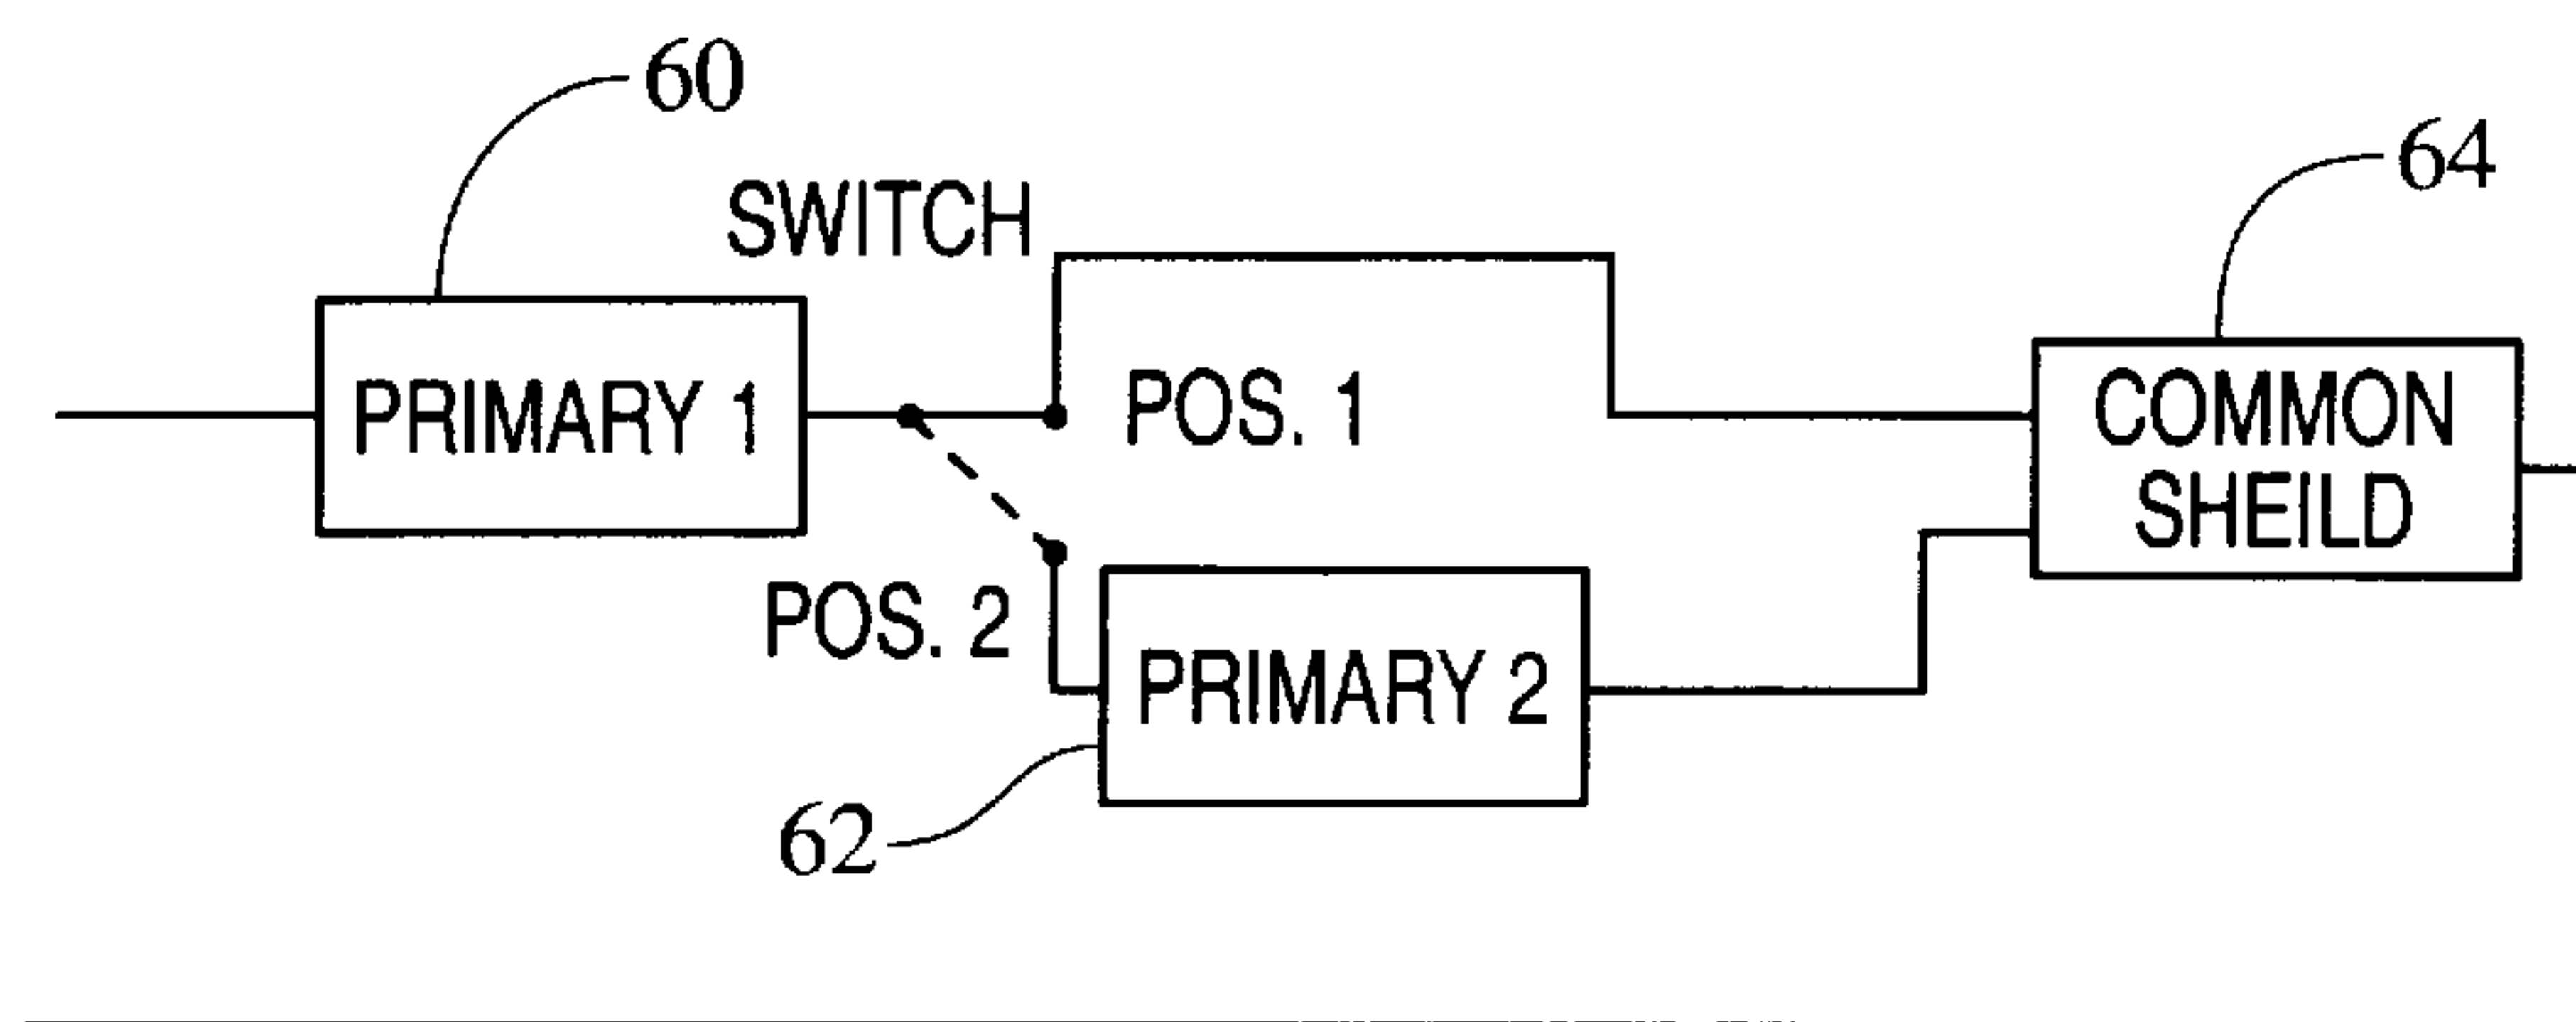 60
64
SWITCH
PRIMARY 1
POS. 1
COMMON
SHEILD
POS. 2
PRIMARY 2
62